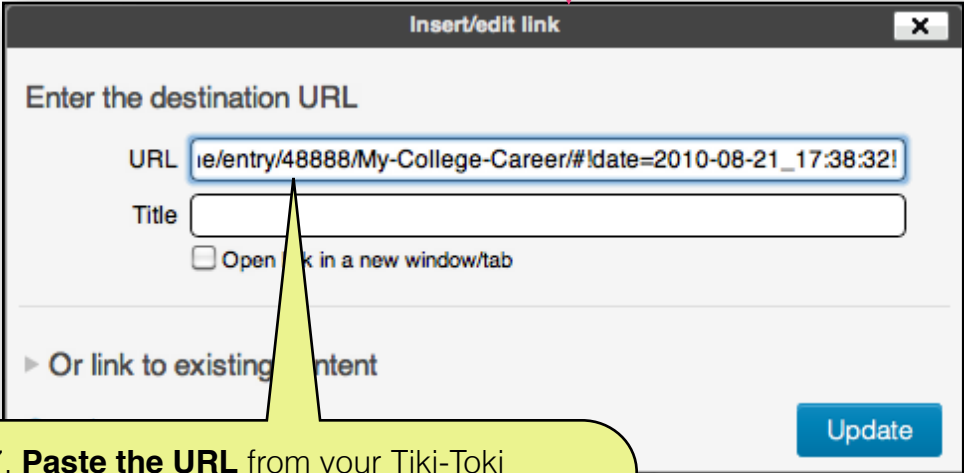 Insert/edit link
Enter the destination URL
URL e/entry/48888/My-College-Career/#!date=2010-08-21_17:38:32!
Title
Open in a new window/tab
Or link to existing
Update
Paste the URL from your Tiki-Toki